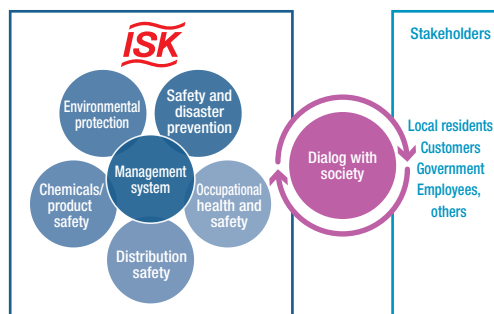 ISK
Environmental
protection
Safety and
disaster
prevention
Management
system
Chemicals/
product
safety
Occupational
health and
safety
Distribution
safety
Dialog with
society
Stakeholders
Local residents
Customers
Government
Employees,
others